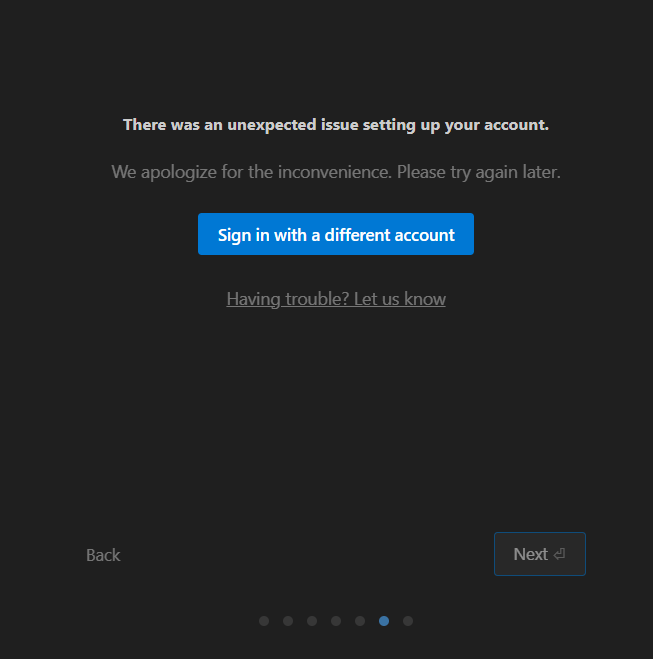 There was an unexpected issue setting up your account.
We apologize for the inconvenience. Please try again later.
Sign in with a different account
Having trouble? Let us know
Back
Next ⏎